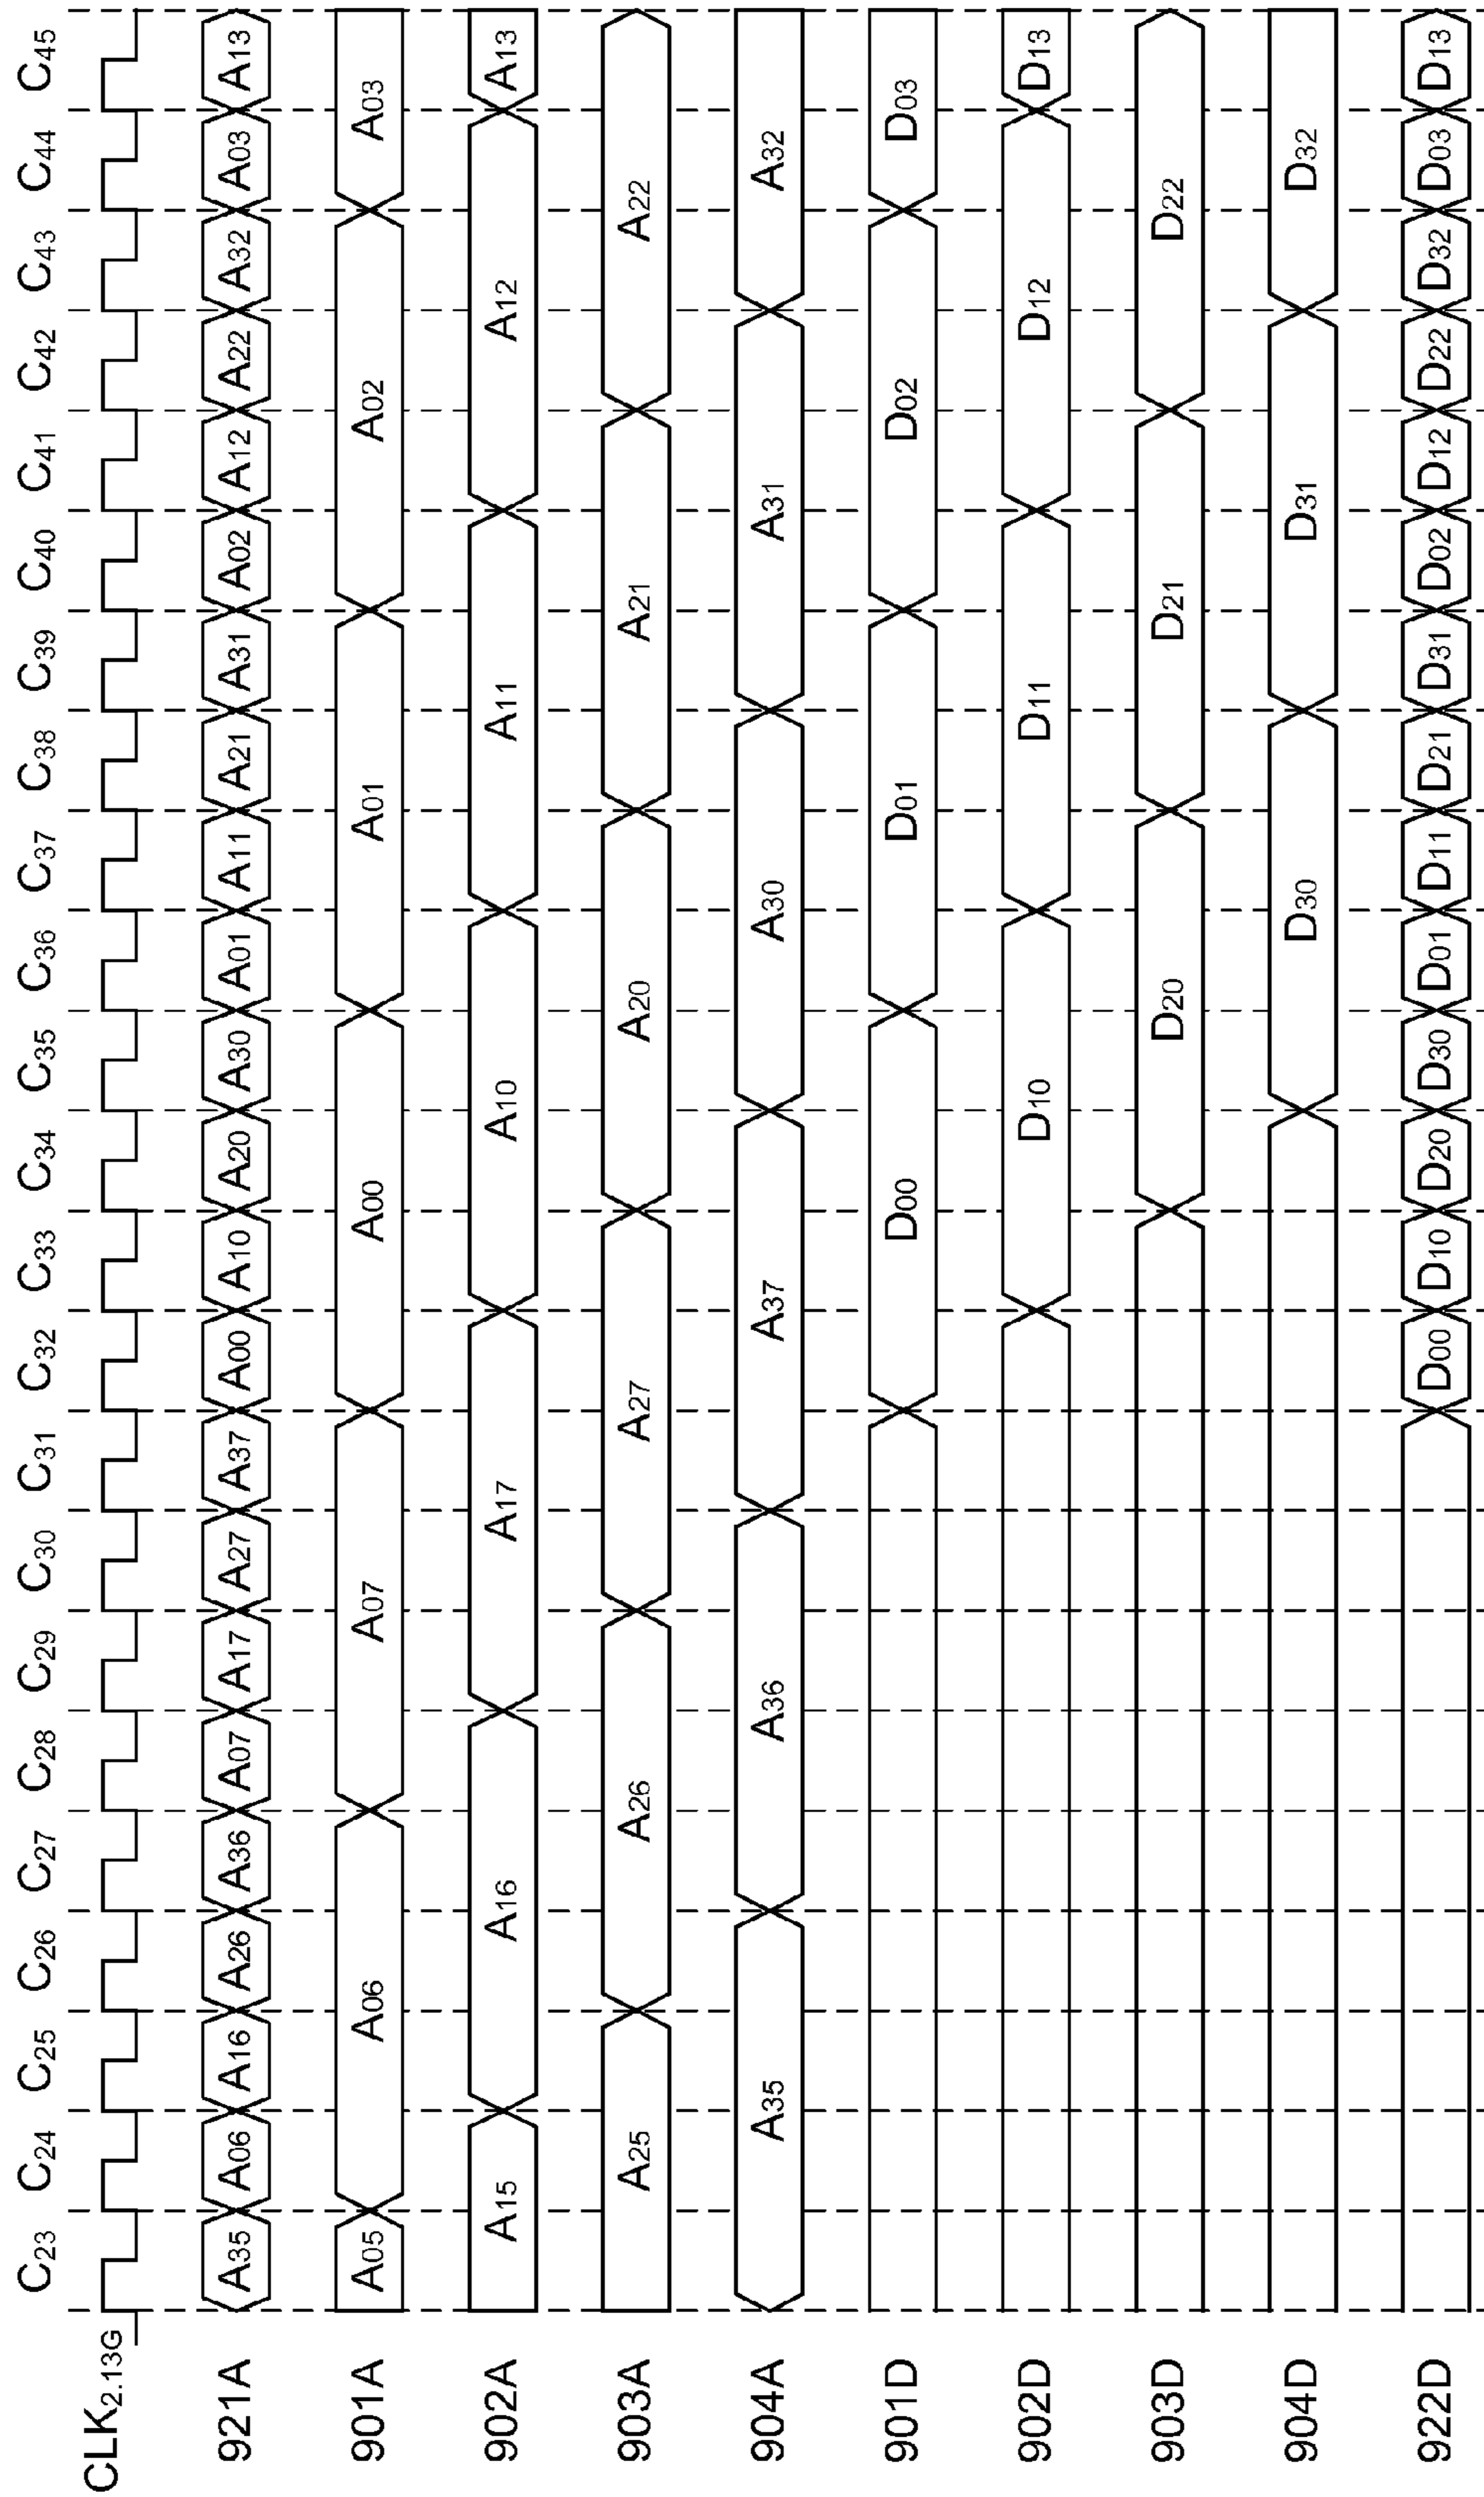 C23 C24 C25 C26 C27 C28 C29 C30 C31 C32 C33 C34 C35 C36 C37 C38 C39 C40 C41 C42 C43 C44 C45
CLK2.13G
921A A35 A06 A16 A26 A36 A07 A17 A27 A37 A00 A10 A20 A30 A01 A11 A21 A31 A02 A12 A22 A32 A03 A13
901A A05 A06 A07 A00 A01 A02 A03
902A A15 A16 A17 A10 A11 A12 A13
903A A25 A26 A27 A20 A21 A22
904A A35 A36 A37 A30 A31 A32
901D D00 D01 D02 D03
902D D10 D11 D12 D13
903D D20 D21 D22
904D D30 D31 D32
922D D00 D10 D20 D30 D01 D11 D21 D31 D02 D12 D22 D32 D03 D13